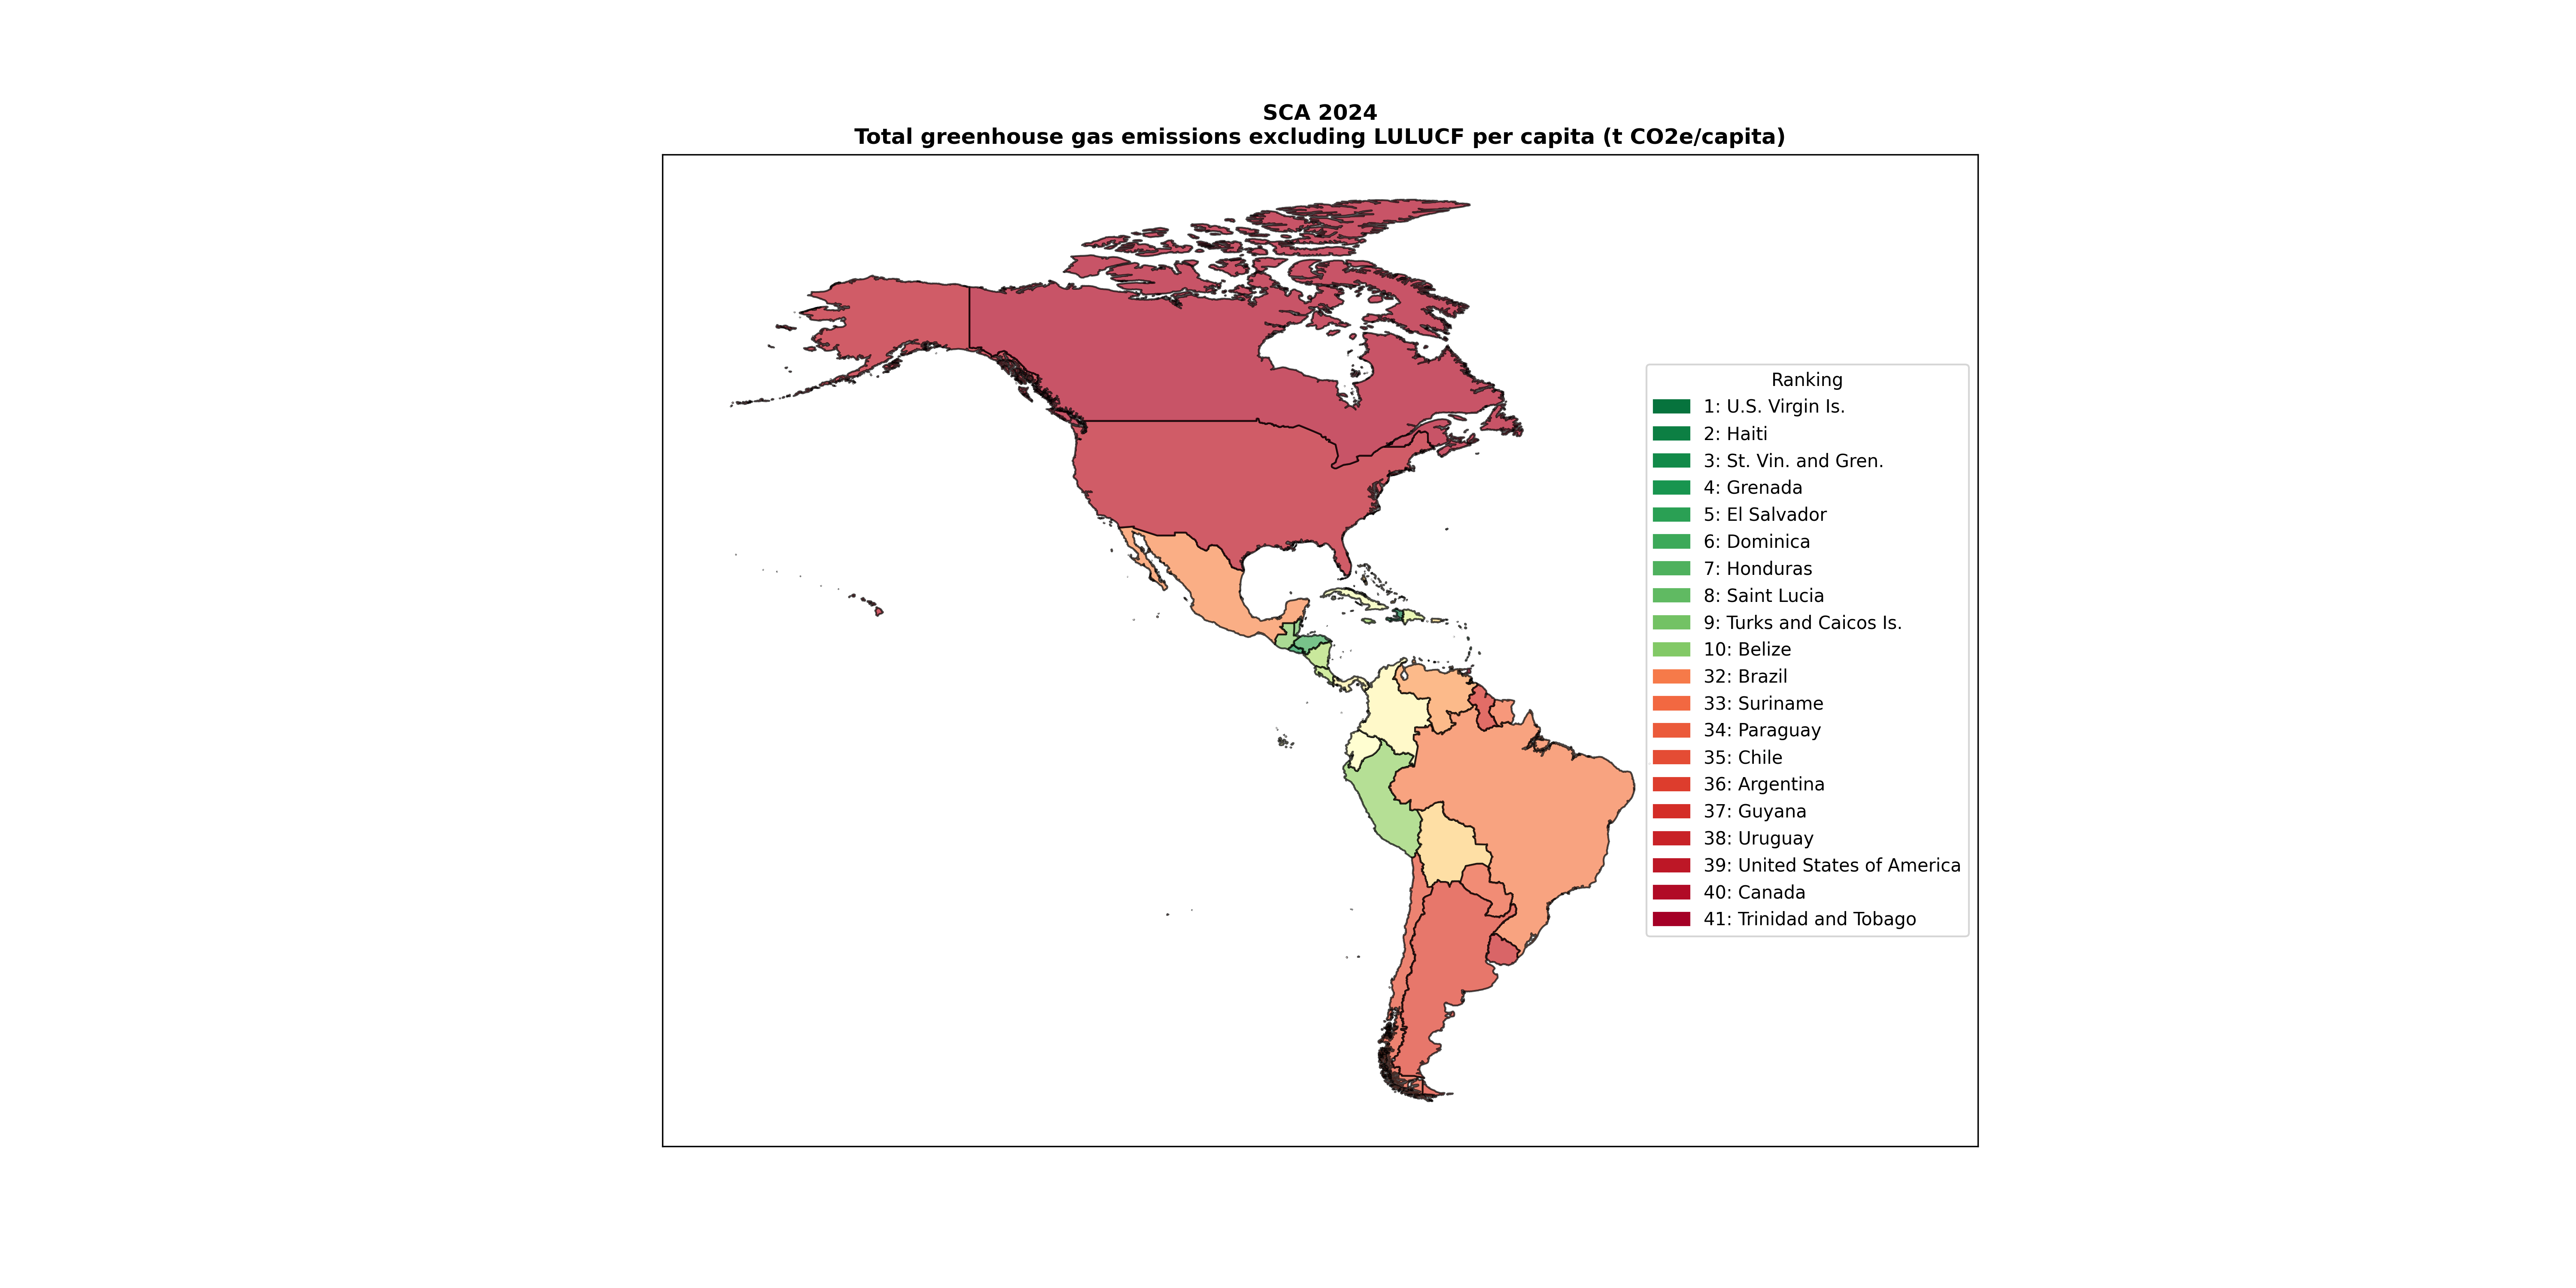 SCA 2024
Total greenhouse gas emissions excluding LULUCF per capita (t CO2e/capita)
Ranking
1: U.S. Virgin Is.
2: Haiti
3: St. Vin. and Gren.
4: Grenada
5: El Salvador
6: Dominica
7: Honduras
8: Saint Lucia
9: Turks and Caicos Is.
10: Belize
32: Brazil
33: Suriname
34: Paraguay
35: Chile
36: Argentina
37: Guyana
38: Uruguay
39: United States of America
40: Canada
41: Trinidad and Tobago